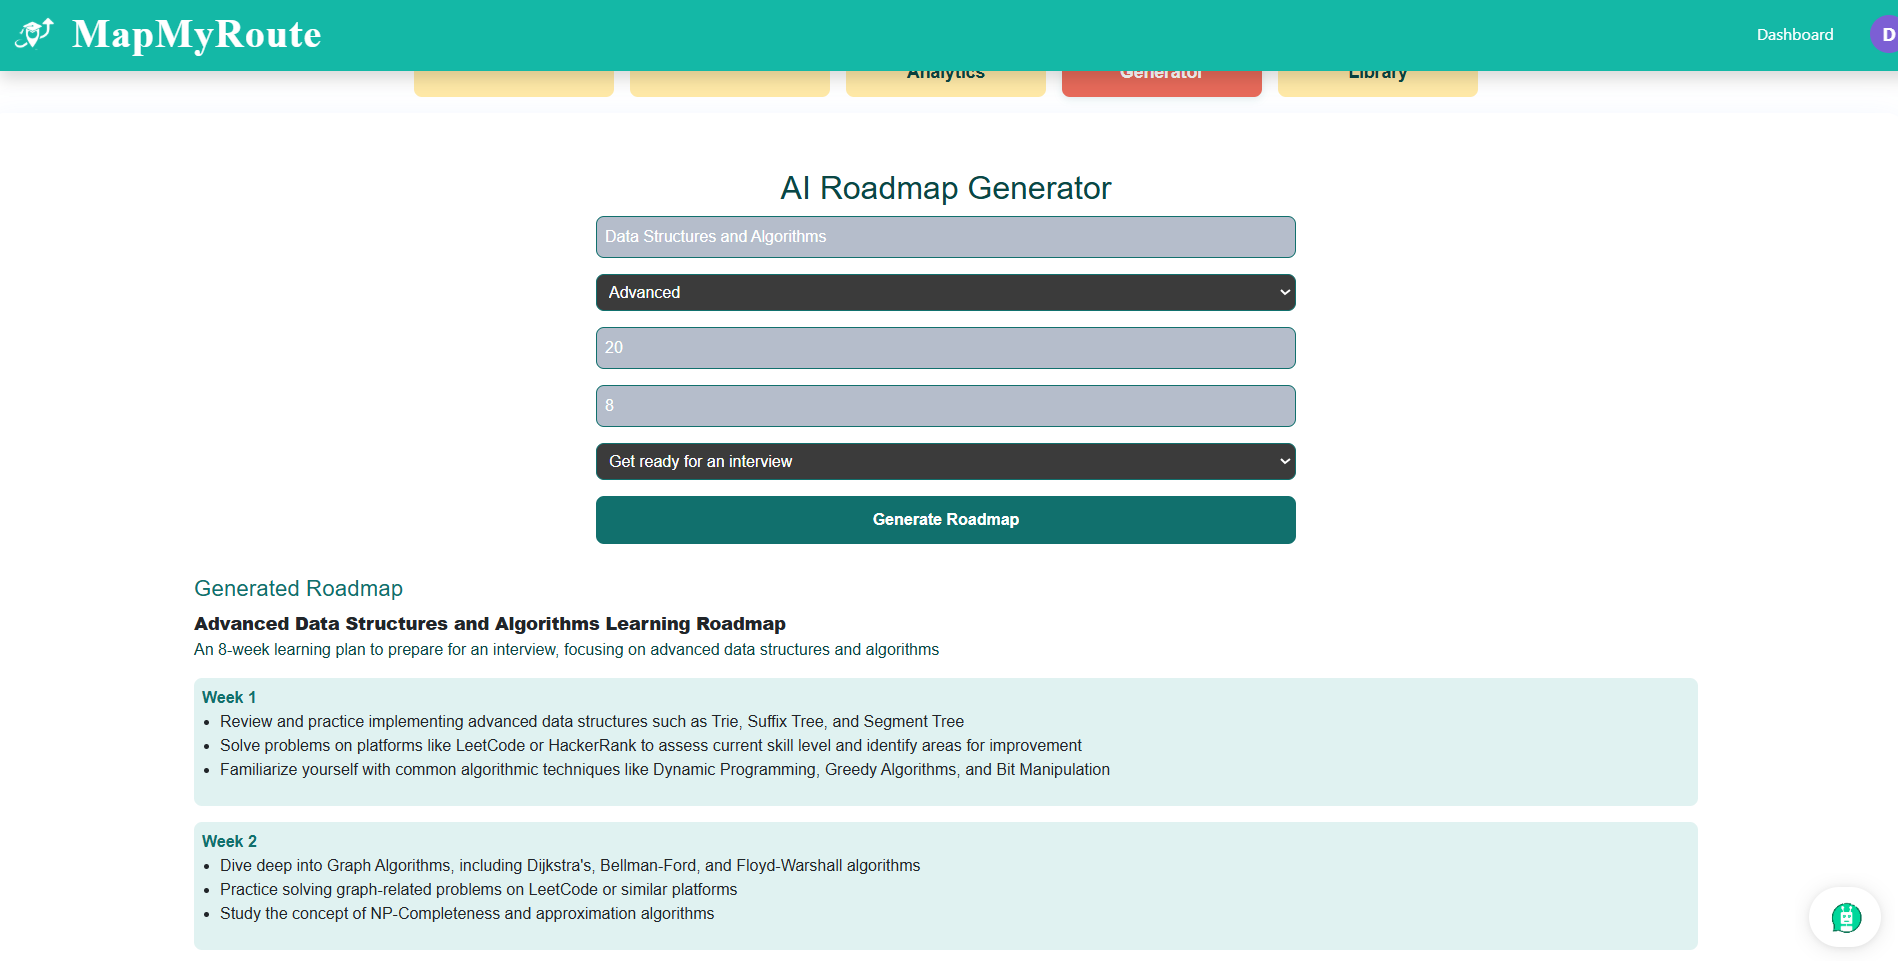 MapMyRoute
Dashboard
D
Analytics
Generator
Library
AI Roadmap Generator
Data Structures and Algorithms
Advanced
20
8
Get ready for an interview
Generate Roadmap
Generated Roadmap
Advanced Data Structures and Algorithms Learning Roadmap
An 8-week learning plan to prepare for an interview, focusing on advanced data structures and algorithms
Week 1
• Review and practice implementing advanced data structures such as Trie, Suffix Tree, and Segment Tree
• Solve problems on platforms like LeetCode or HackerRank to assess current skill level and identify areas for improvement
• Familiarize yourself with common algorithmic techniques like Dynamic Programming, Greedy Algorithms, and Bit Manipulation
Week 2
• Dive deep into Graph Algorithms, including Dijkstra's, Bellman-Ford, and Floyd-Warshall algorithms
• Practice solving graph-related problems on LeetCode or similar platforms
• Study the concept of NP-Completeness and approximation algorithms